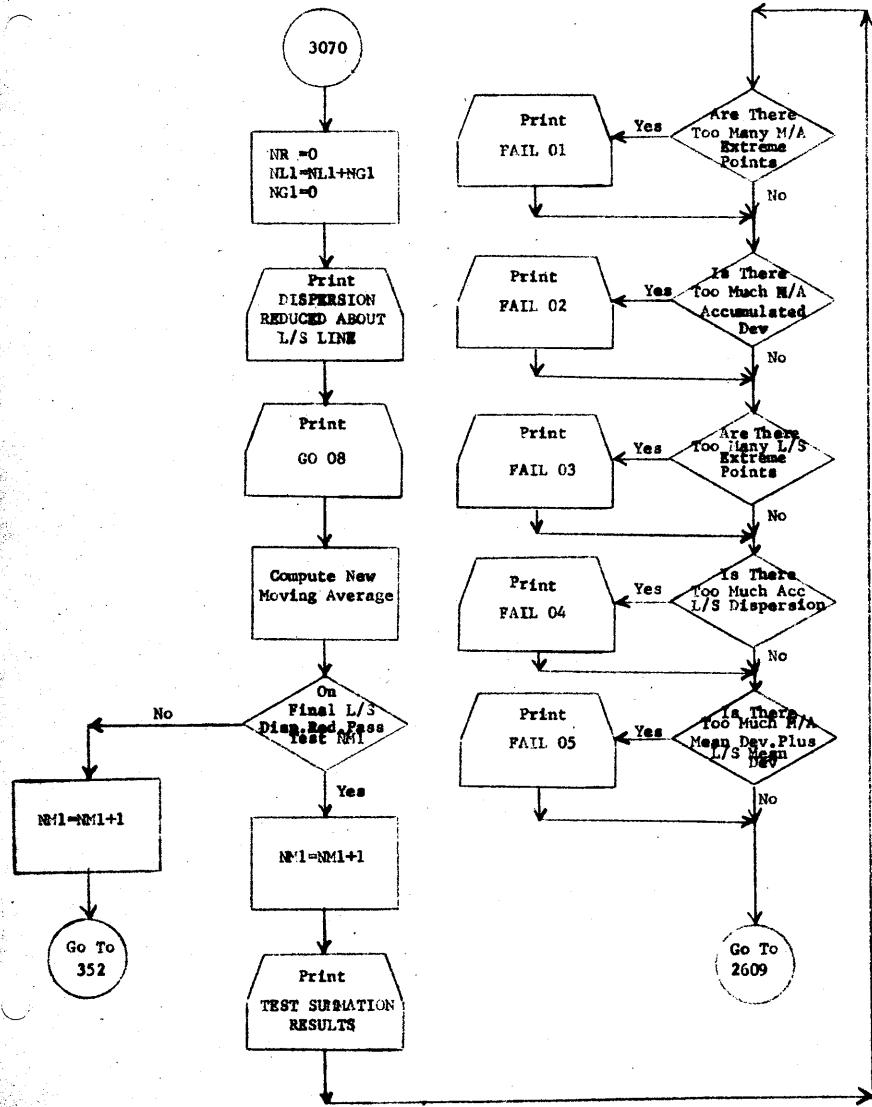 3070
NR =0
NL1=NL1+NG1
NG1=0
Print
DISPERSION
REDUCED ABOUT
L/S LINE
Print
GO 08
Compute New
Moving Average
On
Final L/S
Disp.Red.Pass
Test NM1
No
Yes
NM1=NM1+1
Go To
352
NM1=NM1+1
Print
TEST SUMMATION
RESULTS
Are There
Too Many M/A
Extreme
Points
Yes
No
Print
FAIL 01
Is There
Too Much M/A
Accumulated
Dev
Yes
No
Print
FAIL 02
Are There
Too Many L/S
Extreme
Points
Yes
No
Print
FAIL 03
Is There
Too Much Acc
L/S Dispersion
Yes
No
Print
FAIL 04
Is There
Too Much M/A
Mean Dev.Plus
L/S Mean
Dev
Yes
No
Print
FAIL 05
Go To
2609